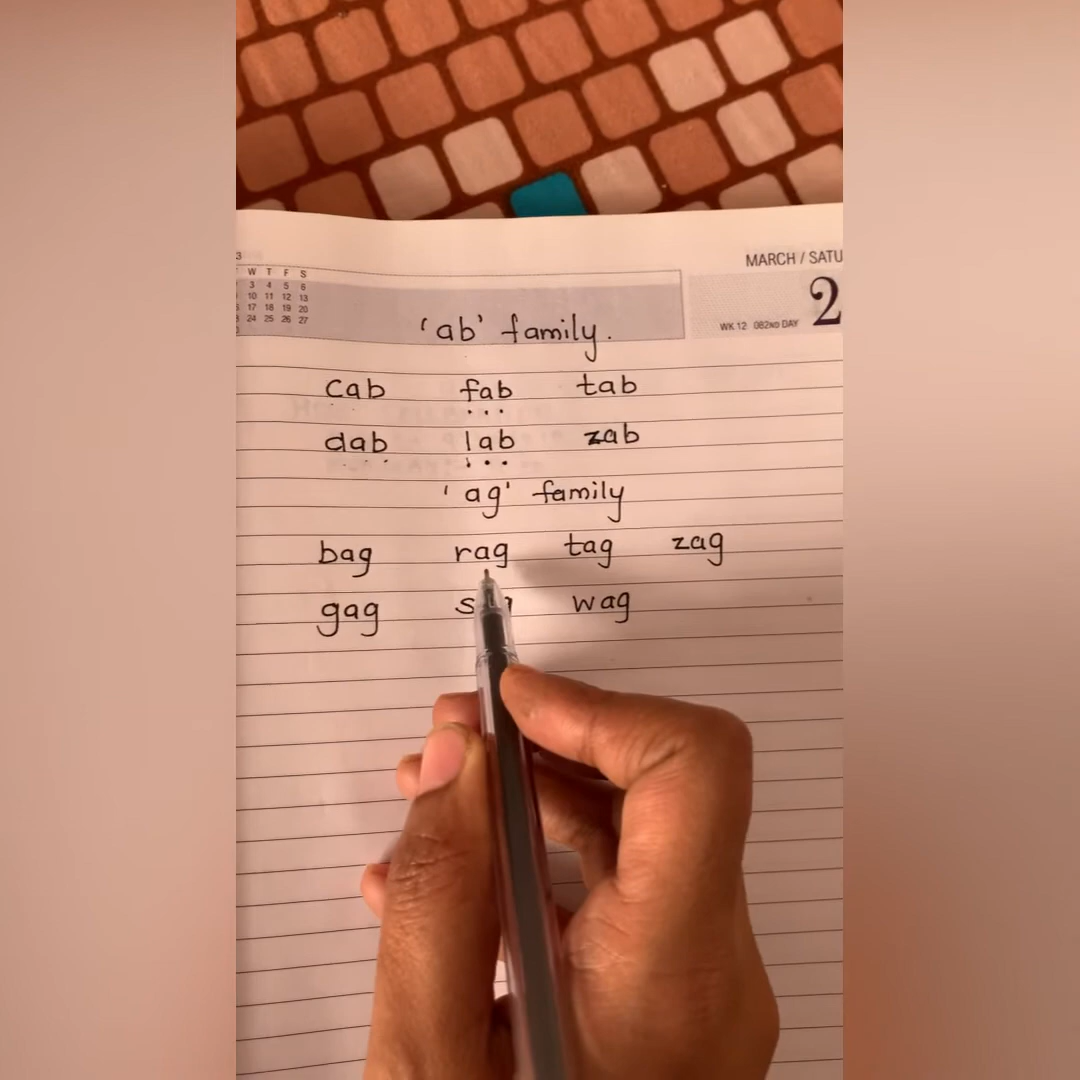 3
MARCH / SATU
W T F S
3 4 5 6
10 11 12 13
17 18 19 20
24 25 26 27
2
WK 12 082ND DAY
'ab' family.
cab fab tab
dab lab zab
'ag' family
bag rag tag zag
gag wag